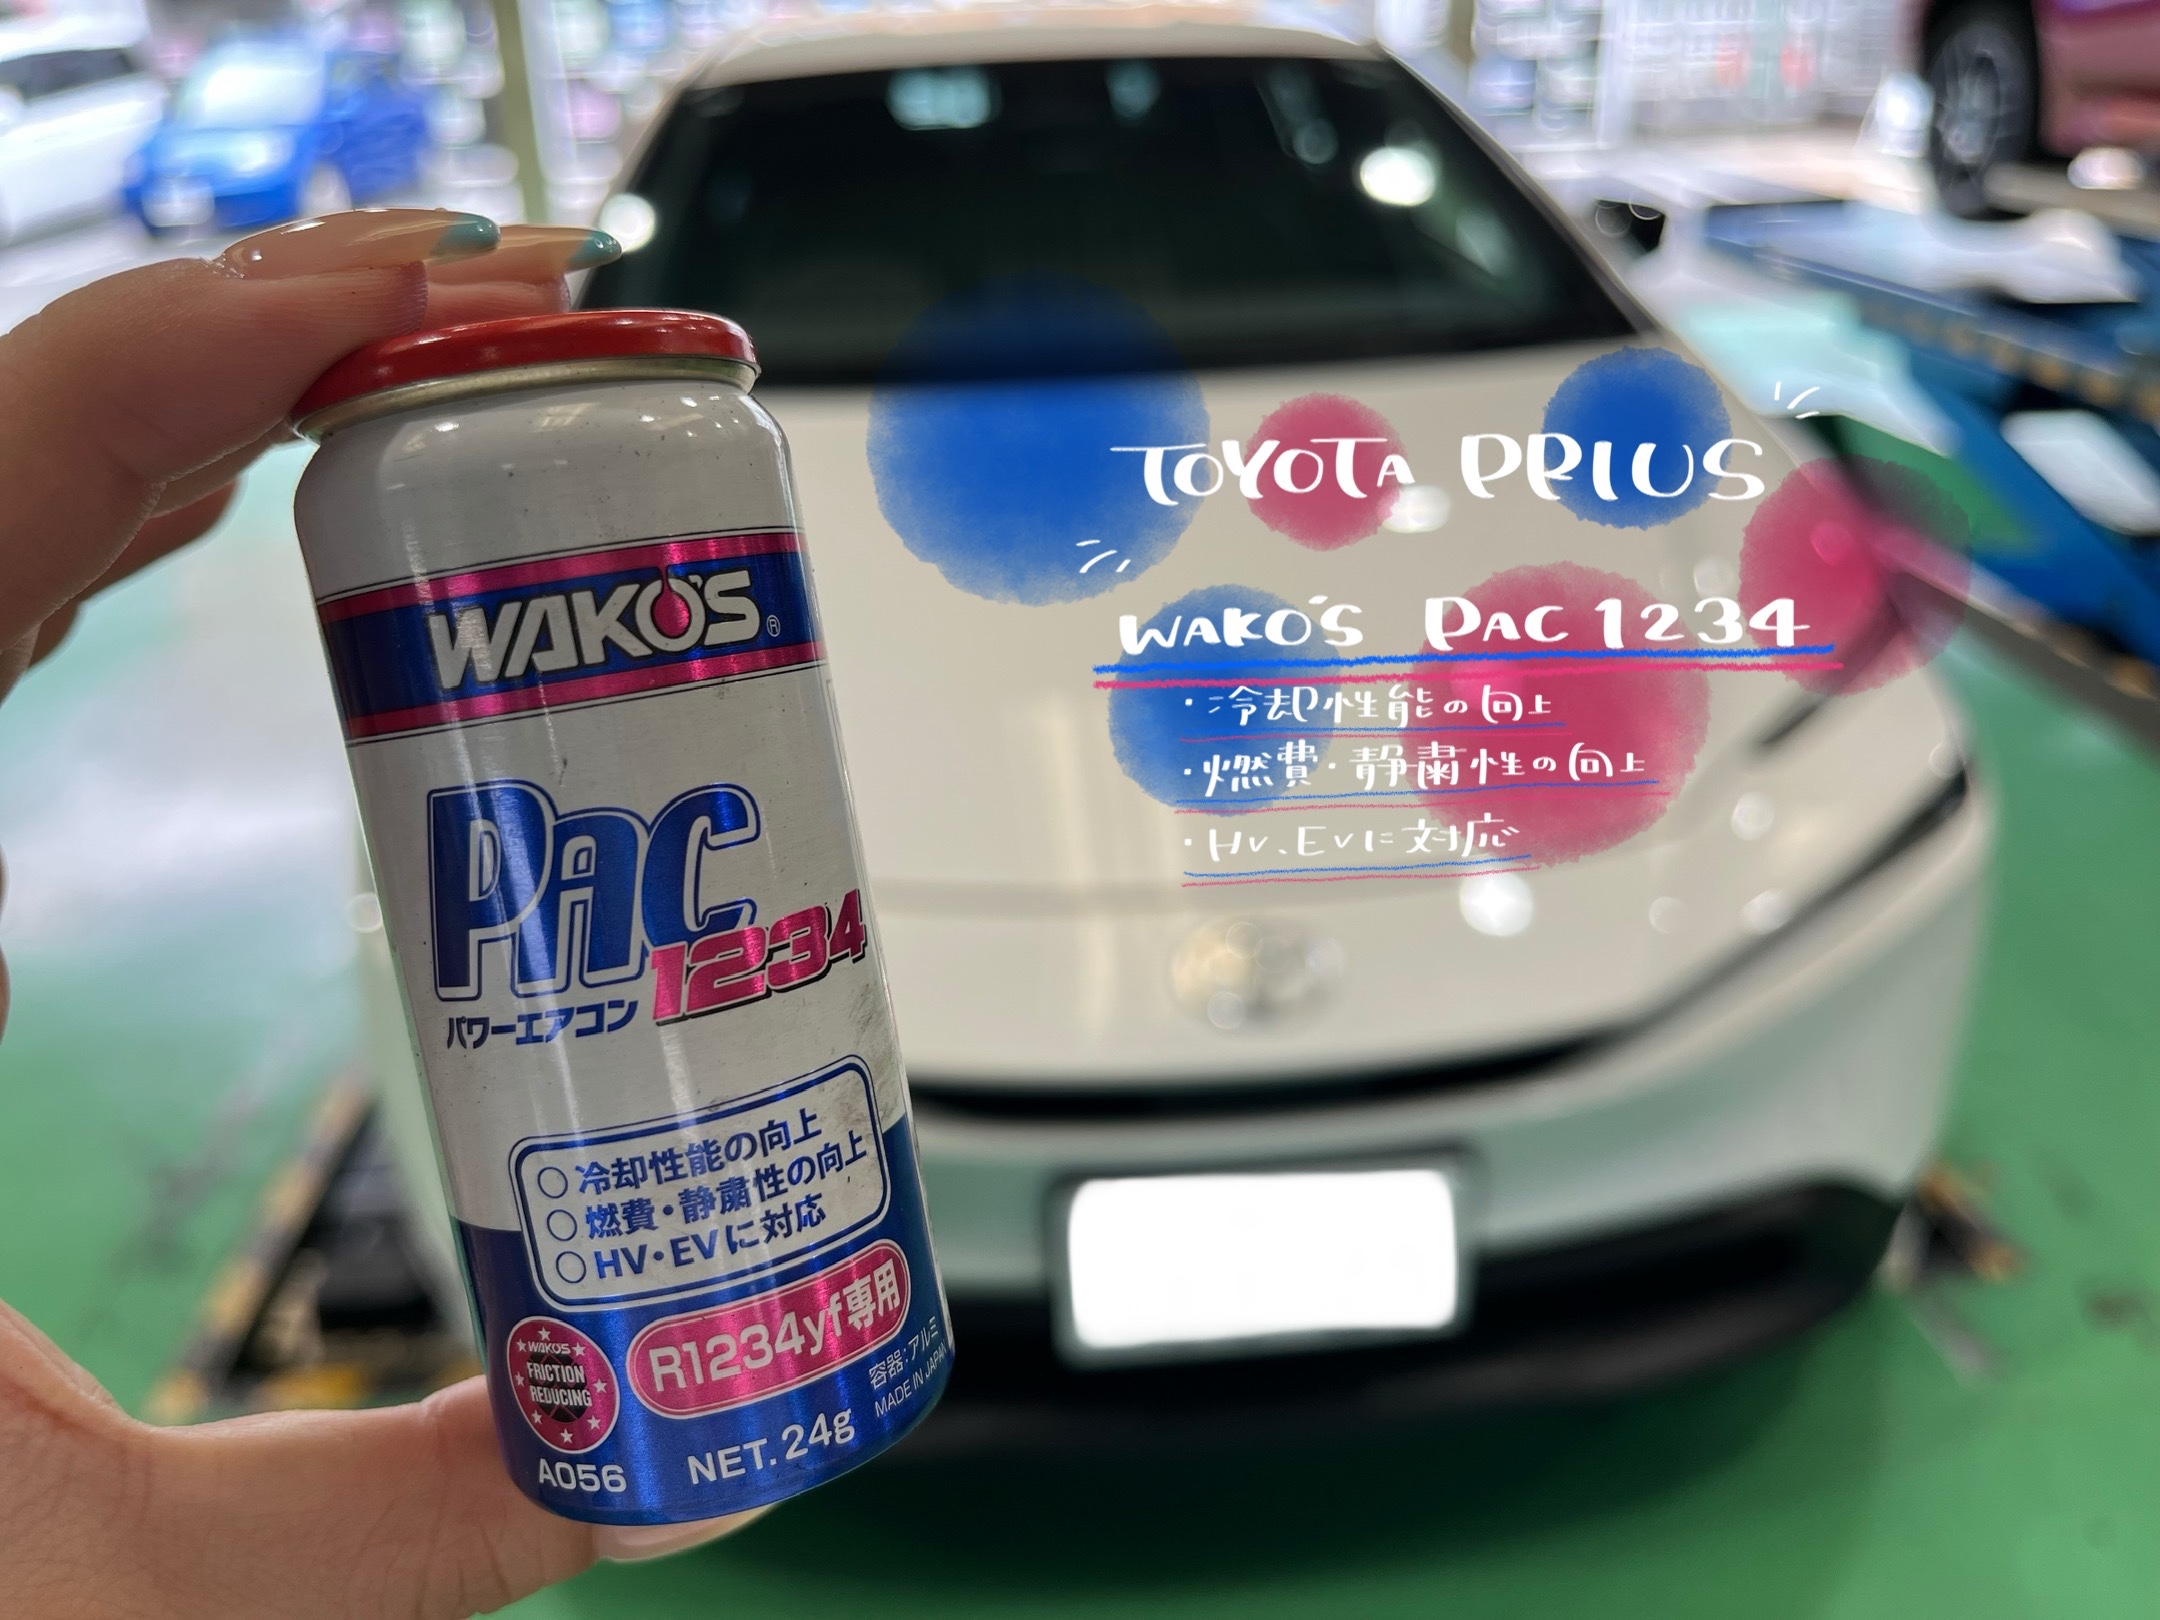 WAKO'S®
PAC
1234
パワーエアコン
○冷却性能の向上
○燃費・静粛性の向上
○HV・EVに対応
R1234yf専用
WAKO'S
FRICTION
REDUCING
容器:アルミ
MADE IN JAPAN
A056
NET. 24g
TOYOTA PRIUS
WAKO'S PAC 1234
・冷却性能の向上
・燃費・静粛性の向上
・HV、EVに対応